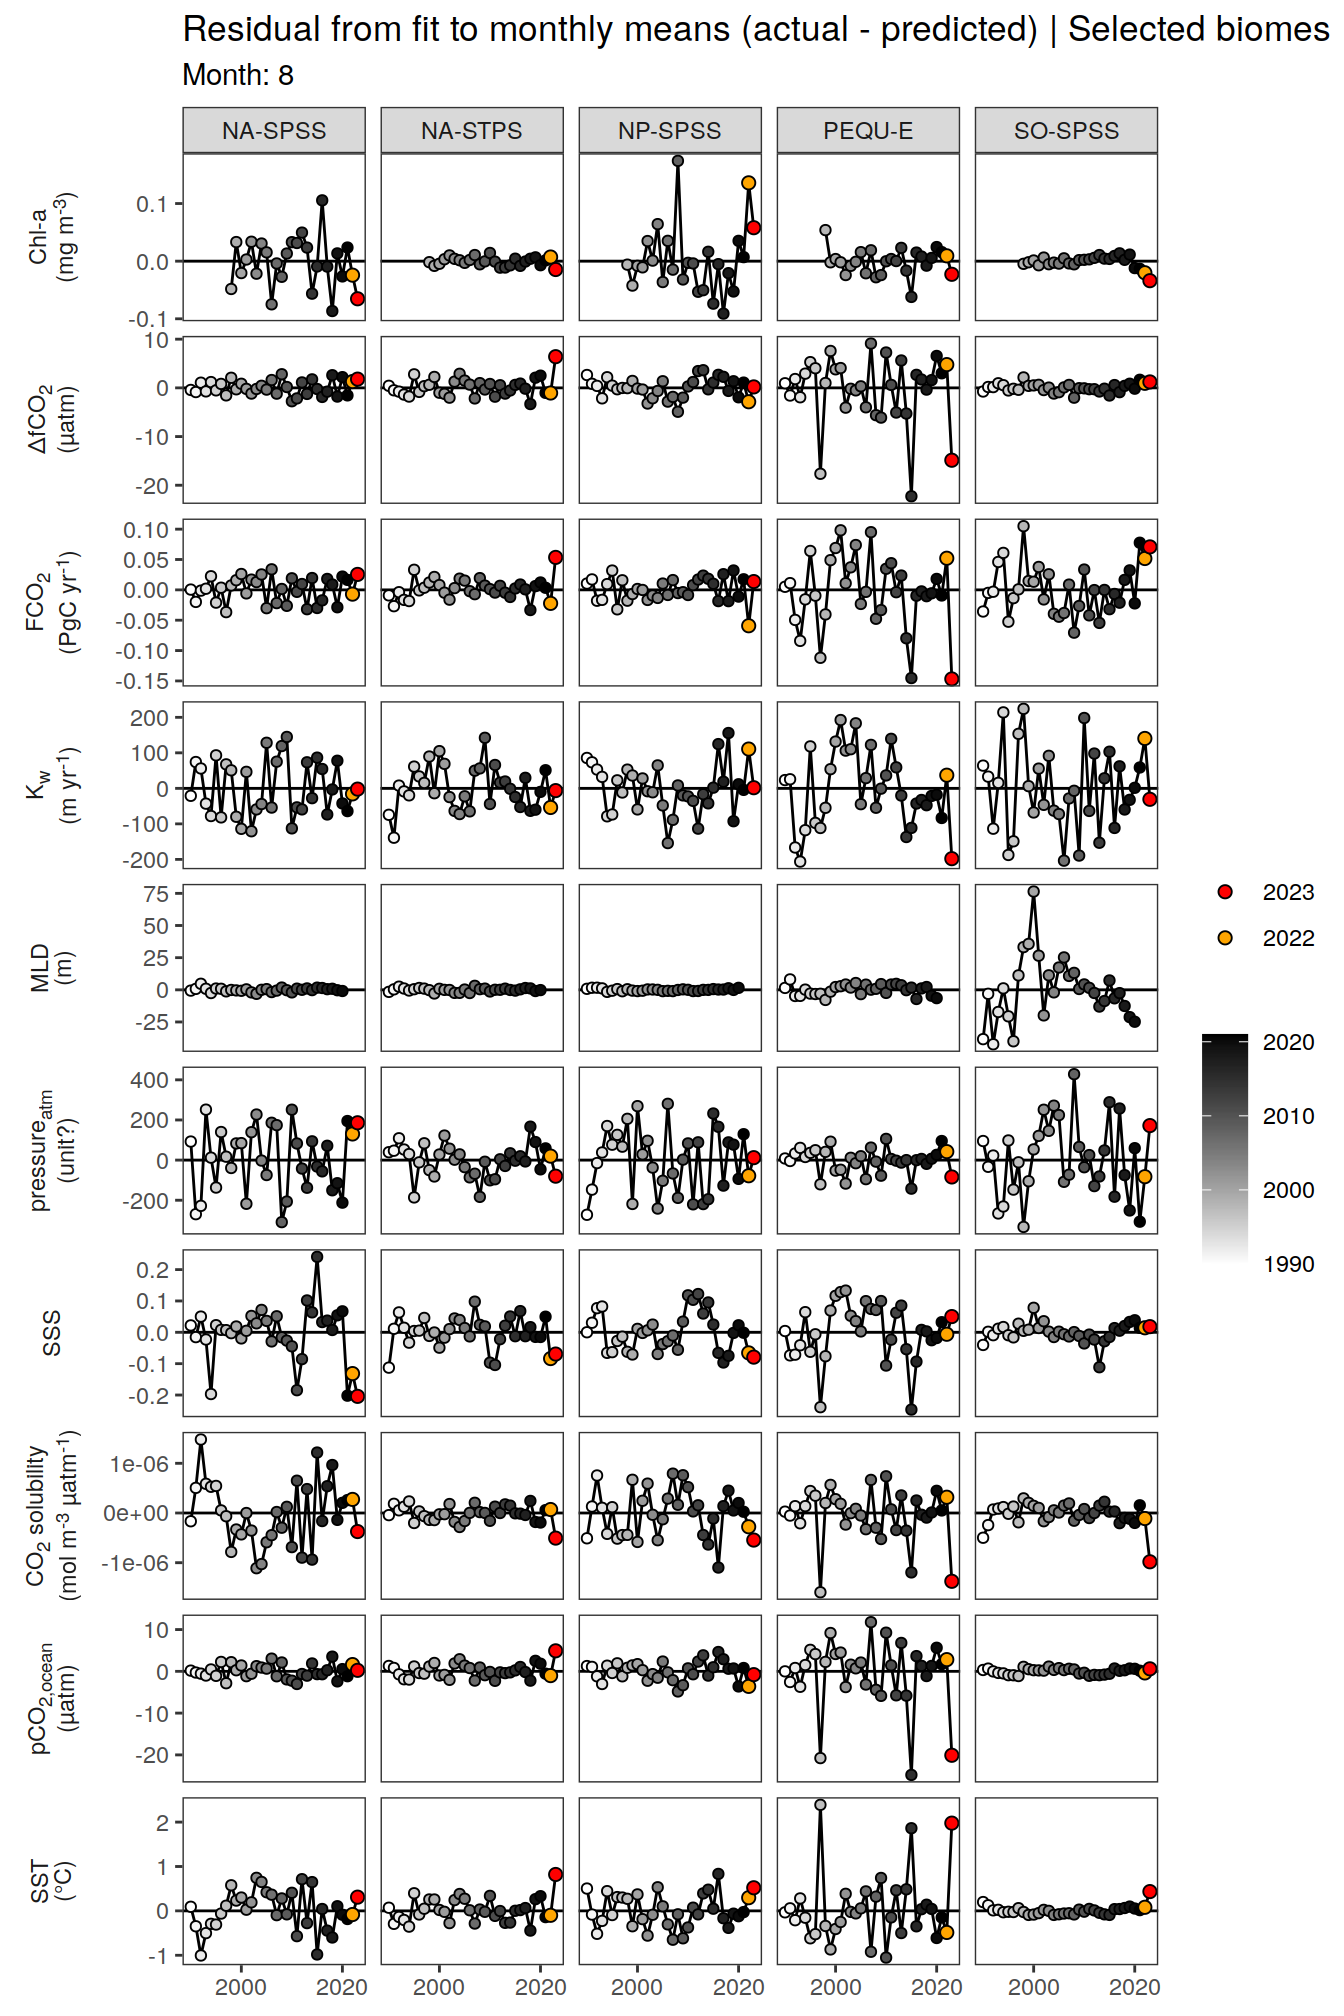 Residual from fit to monthly means (actual - predicted) | Selected biomes
Month: 8
NA-SPSS NA-STPS NP-SPSS PEQU-E SO-SPSS
Chl-a
(mg m-3)
0.1
0.0
-0.1
ΔfCO2
(µatm)
10
0
-10
-20
FCO2
(PgC yr-1)
0.10
0.05
0.00
-0.05
-0.10
-0.15
Kw
(m yr-1)
200
100
0
-100
-200
MLD
(m)
75
50
25
0
-25
pressureatm
(unit?)
400
200
0
-200
SSS
0.2
0.1
0.0
-0.1
-0.2
CO2 solubility
(mol m-3 µatm-1)
1e-06
0e+00
-1e-06
pCO2,ocean
(µatm)
10
0
-10
-20
SST
(°C)
2
1
0
-1
2000 2020 2000 2020 2000 2020 2000 2020 2000 2020
2023
2022
2020
2010
2000
1990